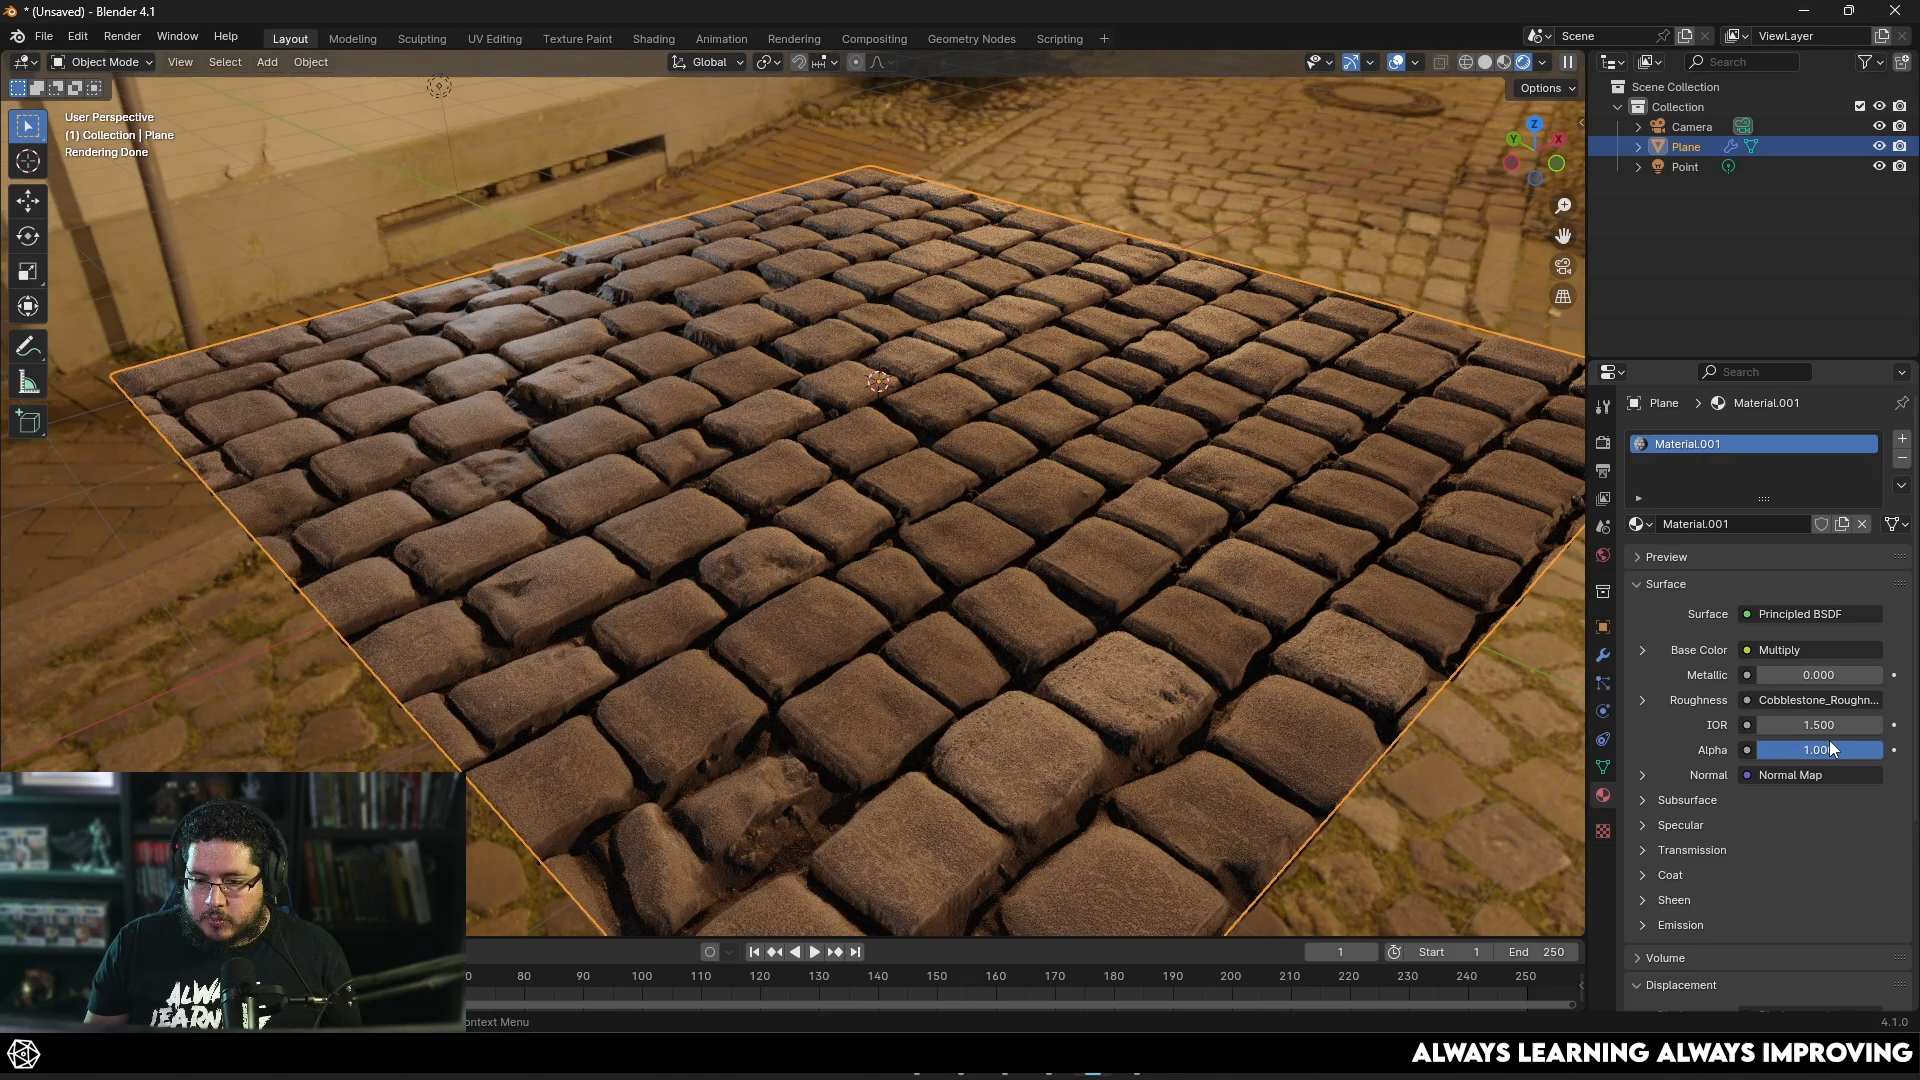 * (Unsaved) - Blender 4.1
File Edit Render Window Help
Layout Modeling Sculpting UV Editing Texture Paint Shading Animation Rendering Compositing Geometry Nodes Scripting +
Scene
ViewLayer
Object Mode View Select Add Object
Global
Search
Options
User Perspective
(1) Collection | Plane
Rendering Done
Z
Y
X
Scene Collection
Collection
Camera
Plane
Point
Search
Plane > Material.001
Material.001
Material.001
Preview
Surface
Surface Principled BSDF
Base Color Multiply
Metallic 0.000
Roughness Cobblestone_Roughn...
IOR 1.500
Alpha
Normal Normal Map
Subsurface
Specular
Transmission
Coat
Sheen
Emission
Volume
Displacement
1 Start 1 End 250
80 90 100 110 120 130 140 150 160 170 180 190 200 210 220 230 240 250
ontext Menu
4.1.0
ALWAYS LEARNING ALWAYS IMPROVING